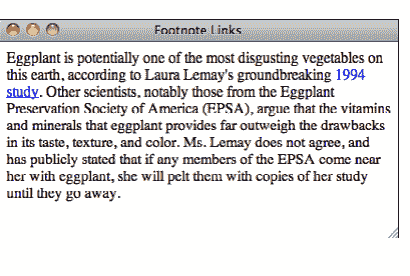 Footnote Links
Eggplant is potentially one of the most disgusting vegetables on
this earth, according to Laura Lemay's groundbreaking 1994
study. Other scientists, notably those from the Eggplant
Preservation Society of America (EPSA), argue that the vitamins
and minerals that eggplant provides far outweigh the drawbacks
in its taste, texture, and color. Ms. Lemay does not agree, and
has publicly stated that if any members of the EPSA come near
her with eggplant, she will pelt them with copies of her study
until they go away.